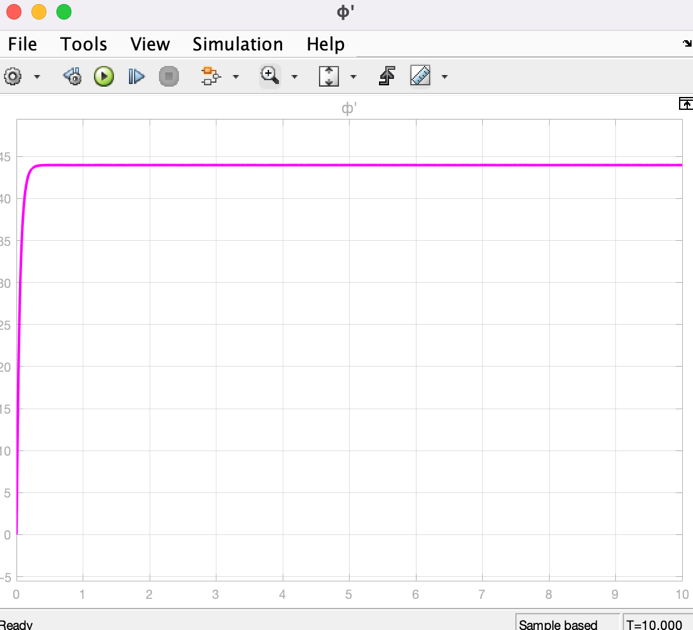 Φ'
File Tools View Simulation Help
Φ'
45
40
35
30
25
20
15
10
5
0
-5
0 1 2 3 4 5 6 7 8 9 10
Ready Sample based T=10.000